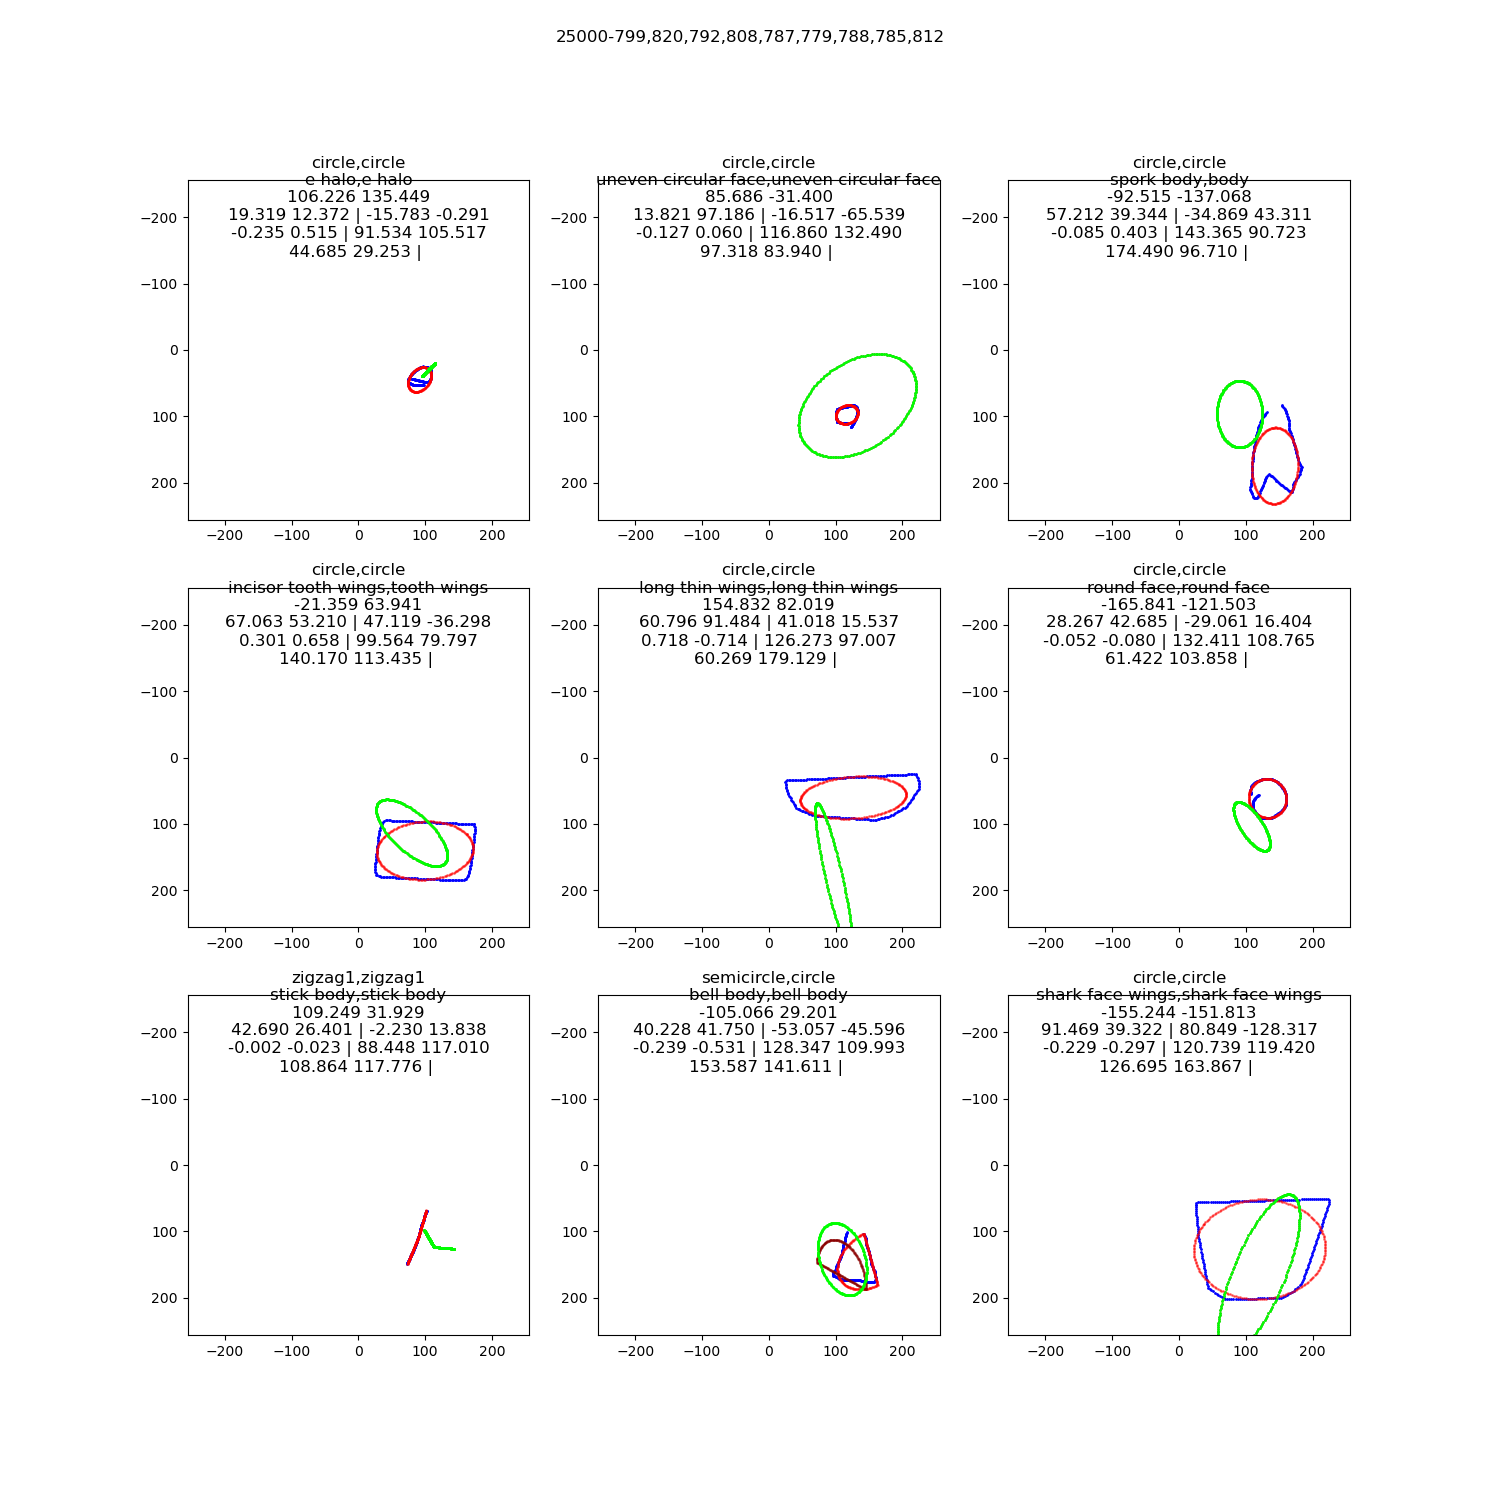 25000-799,820,792,808,787,779,788,785,812
circle,circle
e halo,e halo
106.226 135.449
19.319 12.372 | -15.783 -0.291
-0.235 0.515 | 91.534 105.517
44.685 29.253 |
−200
−100
0
100
200
−200 −100 0 100 200
circle,circle
uneven circular face,uneven circular face
85.686 -31.400
13.821 97.186 | -16.517 -65.539
-0.127 0.060 | 116.860 132.490
97.318 83.940 |
−200
−100
0
100
200
−200 −100 0 100 200
circle,circle
spork body,body
-92.515 -137.068
57.212 39.344 | -34.869 43.311
-0.085 0.403 | 143.365 90.723
174.490 96.710 |
−200
−100
0
100
200
−200 −100 0 100 200
circle,circle
incisor tooth wings,tooth wings
-21.359 63.941
67.063 53.210 | 47.119 -36.298
0.301 0.658 | 99.564 79.797
140.170 113.435 |
−200
−100
0
100
200
−200 −100 0 100 200
circle,circle
long thin wings,long thin wings
154.832 82.019
60.796 91.484 | 41.018 15.537
0.718 -0.714 | 126.273 97.007
60.269 179.129 |
−200
−100
0
100
200
−200 −100 0 100 200
circle,circle
round face,round face
-165.841 -121.503
28.267 42.685 | -29.061 16.404
-0.052 -0.080 | 132.411 108.765
61.422 103.858 |
−200
−100
0
100
200
−200 −100 0 100 200
zigzag1,zigzag1
stick body,stick body
109.249 31.929
42.690 26.401 | -2.230 13.838
-0.002 -0.023 | 88.448 117.010
108.864 117.776 |
−200
−100
0
100
200
−200 −100 0 100 200
semicircle,circle
bell body,bell body
-105.066 29.201
40.228 41.750 | -53.057 -45.596
-0.239 -0.531 | 128.347 109.993
153.587 141.611 |
−200
−100
0
100
200
−200 −100 0 100 200
circle,circle
shark face wings,shark face wings
-155.244 -151.813
91.469 39.322 | 80.849 -128.317
-0.229 -0.297 | 120.739 119.420
126.695 163.867 |
−200
−100
0
100
200
−200 −100 0 100 200